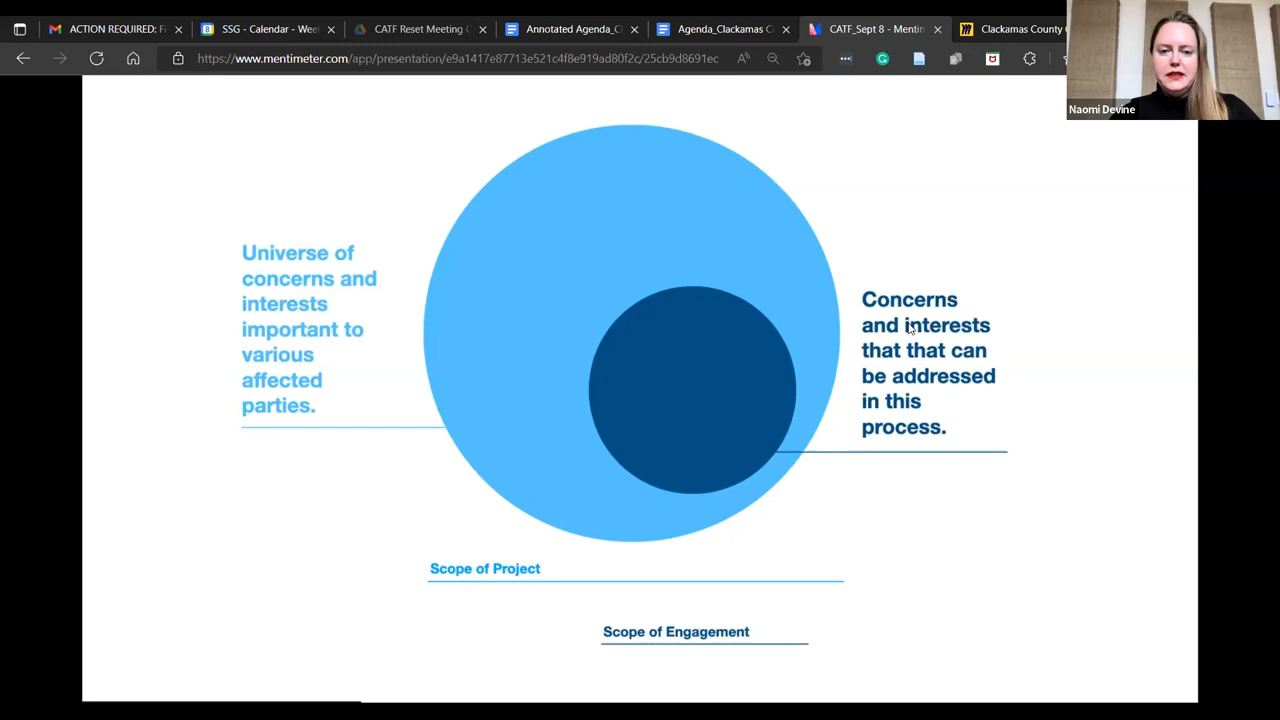 ACTION REQUIRED: Fi
SSG - Calendar - Wee
CATF Reset Meeting
Annotated Agenda_C
Agenda_Clackamas C
CATF_Sept 8 - Mentim
Clackamas County
https://www.mentimeter.com/app/presentation/e9a1417e87713e521c4f8e919ad80f2c/25cb9d8691ec
Naomi Devine
Universe of
concerns and
interests
important to
various
affected
parties.
Concerns
and interests
that that can
be addressed
in this
process.
Scope of Project
Scope of Engagement